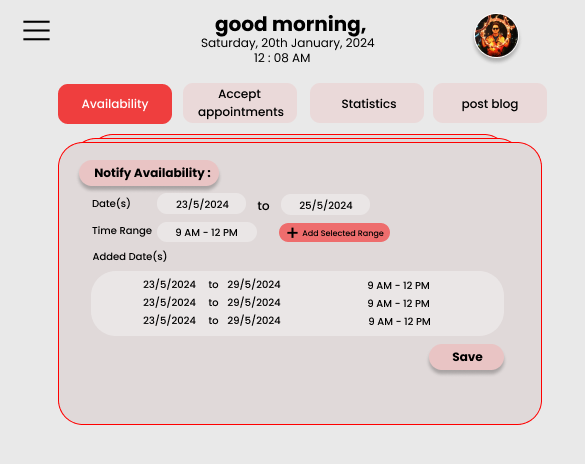 good morning,
Saturday, 20th January, 2024
12 : 08 AM
Availability
Accept
appointments
Statistics
post blog
Notify Availability :
Date(s) 23/5/2024 to 25/5/2024
Time Range 9 AM - 12 PM + Add Selected Range
Added Date(s)
23/5/2024 to 29/5/2024 9 AM - 12 PM
23/5/2024 to 29/5/2024 9 AM - 12 PM
23/5/2024 to 29/5/2024 9 AM - 12 PM
Save